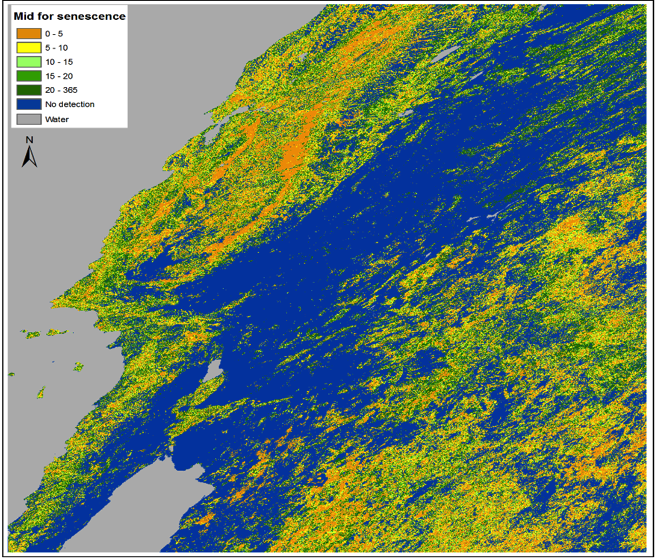 Mid for senescence
0 - 5
5 - 10
10 - 15
15 - 20
20 - 365
No detection
Water
N